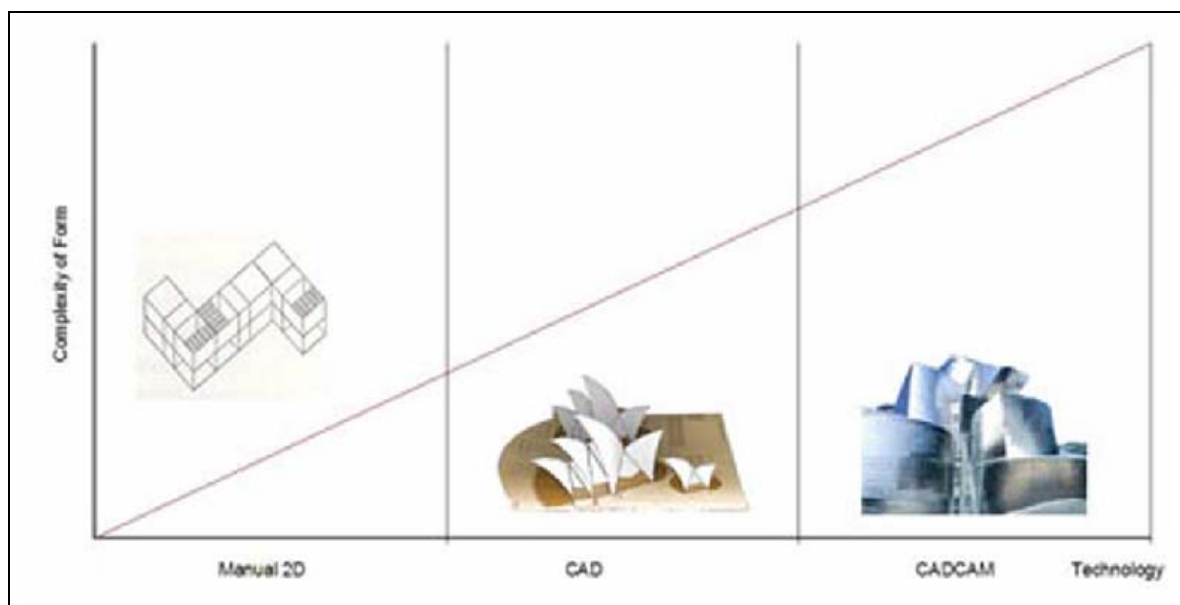 Complexity of Form
Manual 2D
CAD
CADCAM
Technology